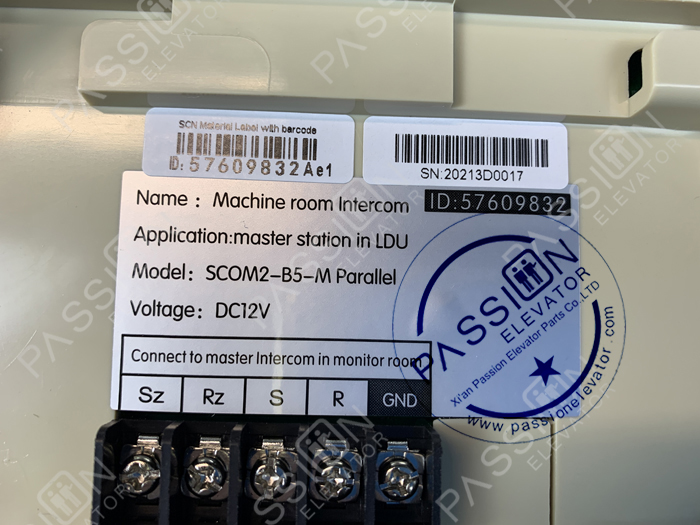 SCN Material Label with barcode
ID:57609832Ae1
SN:20213D0017
Name: Machine room Intercom ID:57609832
Application:master station in LDU
Model: SCOM2-B5-M Parallel
Voltage: DC12V
Connect to master Intercom in monitor room
Sz Rz S R GND
PASSION
ELEVATOR
Xi'an Passion Elevator Parts Co.,LTD
www.passionelevator.com